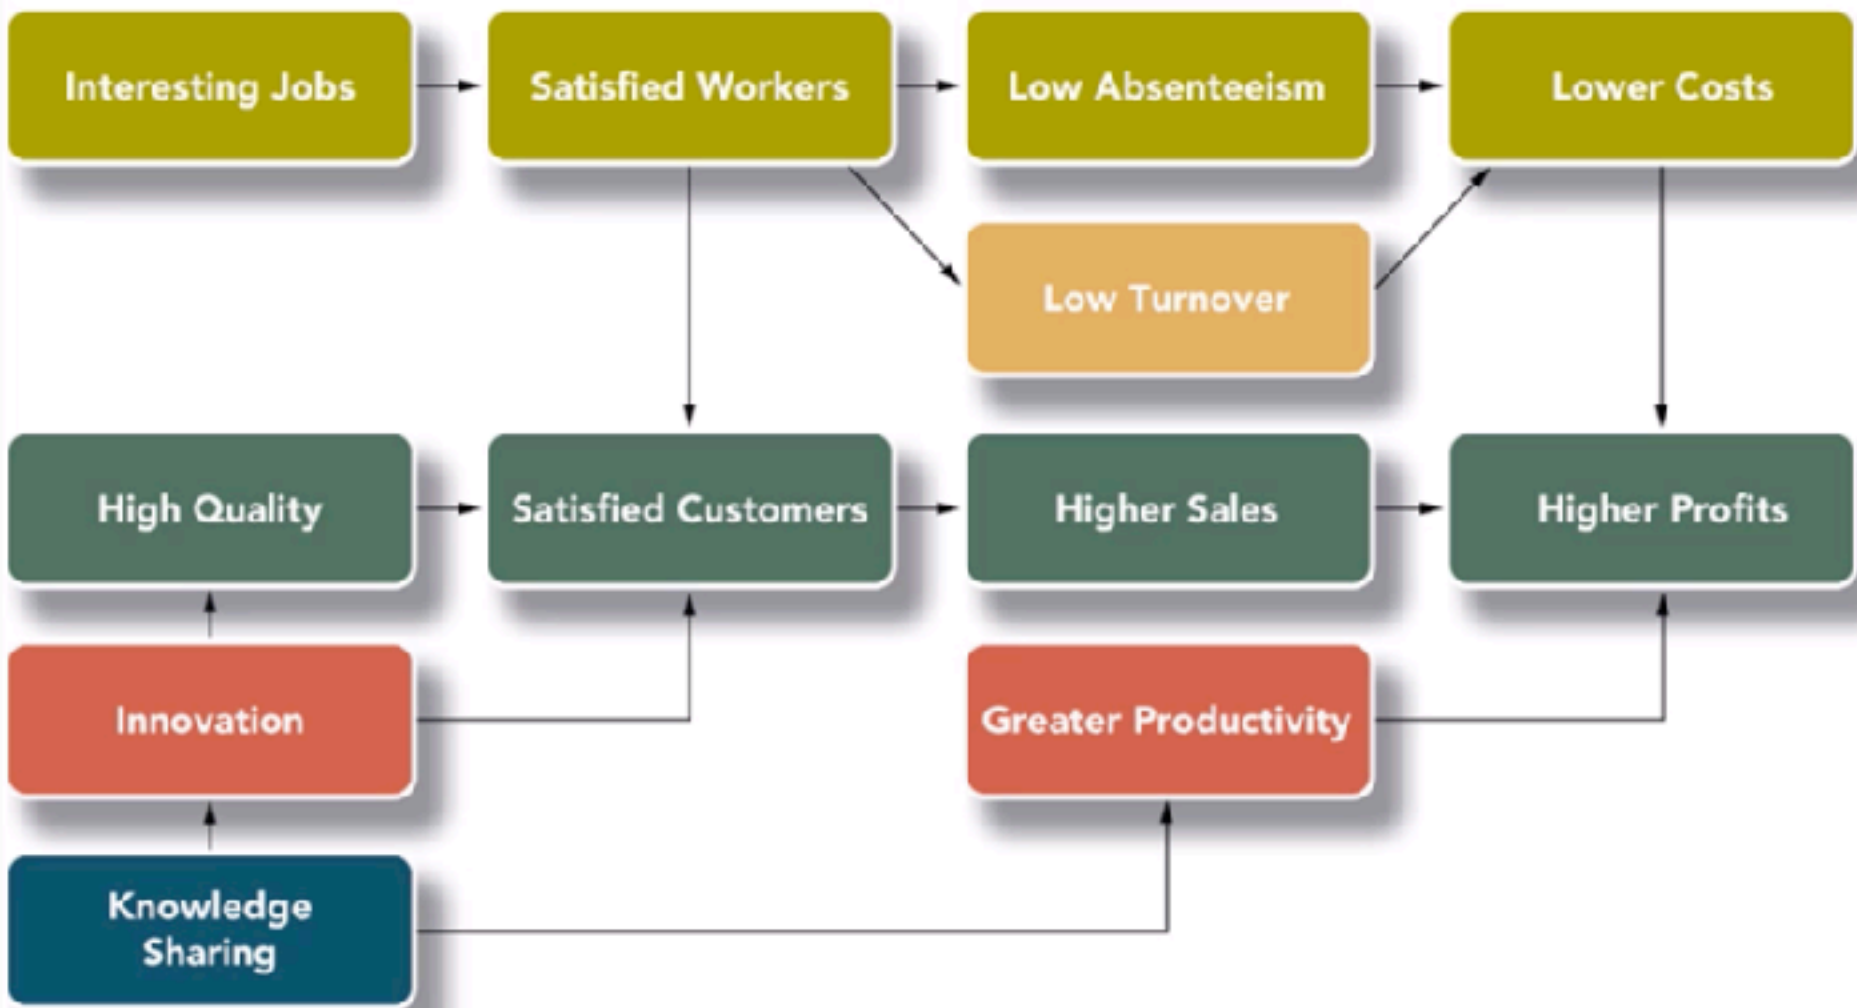 Interesting Jobs
Satisfied Workers
Low Absenteeism
Lower Costs
Low Turnover
High Quality
Satisfied Customers
Higher Sales
Higher Profits
Innovation
Greater Productivity
Knowledge
Sharing